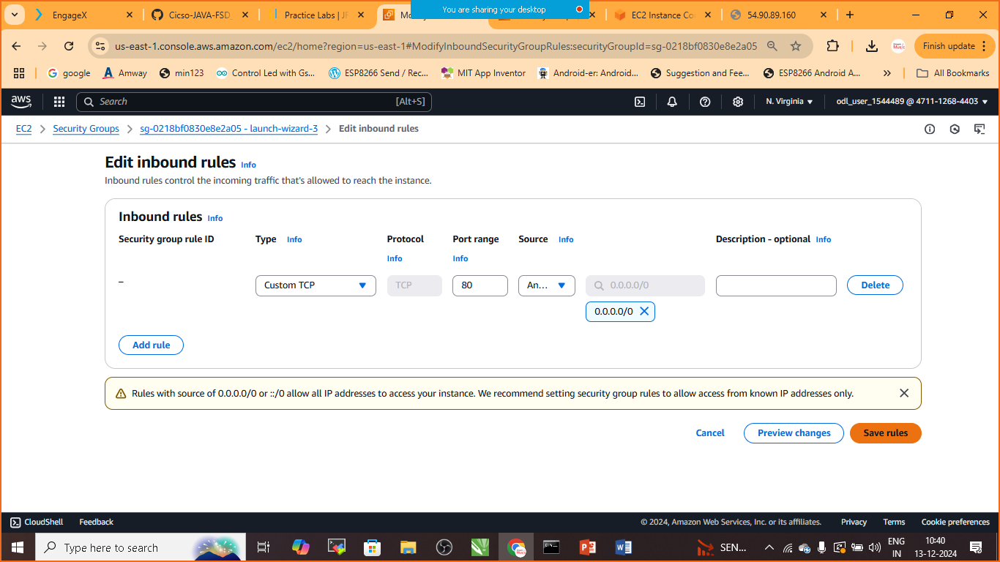 EngageX
Cicso-JAVA-FSD_
Practice Labs | JF
Mo
You are sharing your desktop
EC2 Instance Co
54.90.89.160
us-east-1.console.aws.amazon.com/ec2/home?region=us-east-1#ModifyInboundSecurityGroupRules:securityGroupId=sg-0218bf0830e8e2a05
Finish update
google
Amway
min123
Control Led with Gs...
ESP8266 Send / Rec...
MIT App Inventor
Android-er: Android...
Suggestion and Fee...
ESP8266 Android A...
»
All Bookmarks
aws
Search
[Alt+S]
N. Virginia
odl_user_1544489 @ 4711-1268-4403
EC2 > Security Groups > sg-0218bf0830e8e2a05 - launch-wizard-3 > Edit inbound rules
Edit inbound rules Info
Inbound rules control the incoming traffic that's allowed to reach the instance.
Inbound rules Info
Security group rule ID
Type Info
Protocol
Info
Port range
Info
Source Info
Description - optional Info
–
Custom TCP
TCP
80
An...
0.0.0.0/0
Delete
0.0.0.0/0
Add rule
Rules with source of 0.0.0.0/0 or ::/0 allow all IP addresses to access your instance. We recommend setting security group rules to allow access from known IP addresses only.
Cancel
Preview changes
Save rules
CloudShell
Feedback
© 2024, Amazon Web Services, Inc. or its affiliates.
Privacy
Terms
Cookie preferences
Type here to search
SEN...
ENG
IN
10:40
13-12-2024